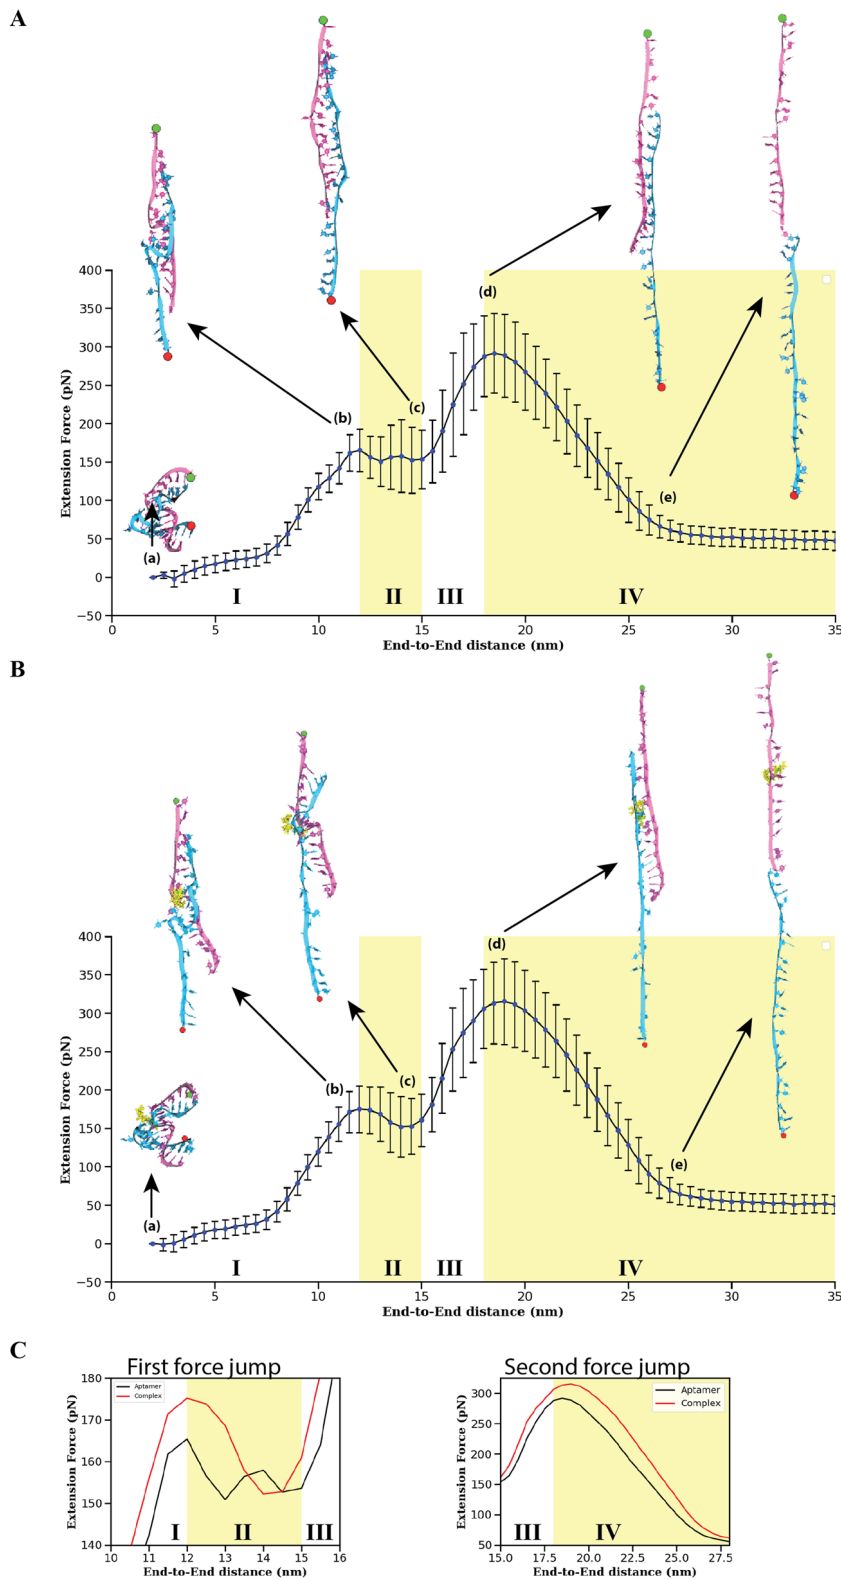 A
400
350
300
250
200
150
100
50
0
−50
Extension Force (pN)
(a)
(b)
(c)
(d)
(e)
I
II
III
IV
0
5
10
15
20
25
30
35
End-to-End distance (nm)
B
400
350
300
250
200
150
100
50
0
−50
Extension Force (pN)
(a)
(b)
(c)
(d)
(e)
I
II
III
IV
0
5
10
15
20
25
30
35
End-to-End distance (nm)
C
First force jump
180
170
160
150
140
Extension Force (pN)
Aptamer
Complex
I
II
III
10
11
12
13
14
15
16
End-to-End distance (nm)
Second force jump
300
250
200
150
100
50
Extension Force (pN)
Aptamer
Complex
III
IV
15.0
17.5
20.0
22.5
25.0
27.5
End-to-End distance (nm)